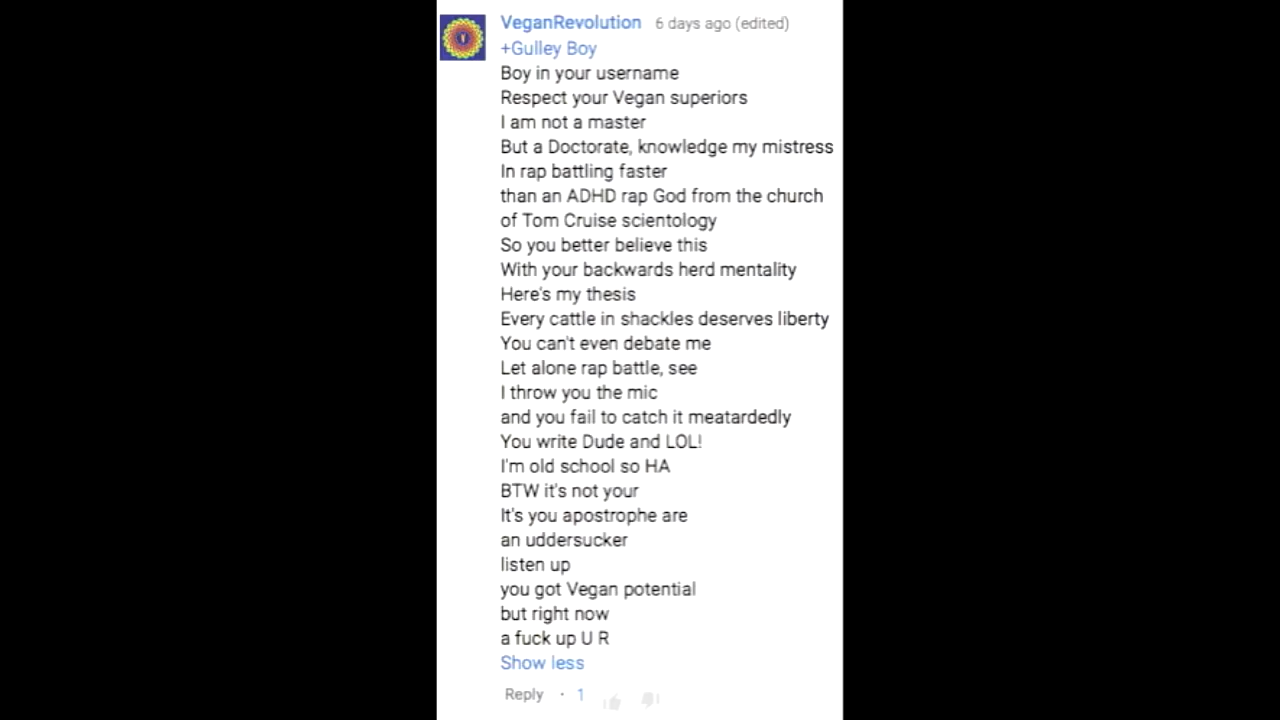 VeganRevolution 6 days ago (edited)
+Gulley Boy
Boy in your username
Respect your Vegan superiors
I am not a master
But a Doctorate, knowledge my mistress
In rap battling faster
than an ADHD rap God from the church
of Tom Cruise scientology
So you better believe this
With your backwards herd mentality
Here's my thesis
Every cattle in shackles deserves liberty
You can't even debate me
Let alone rap battle, see
I throw you the mic
and you fail to catch it meatardedly
You write Dude and LOL!
I'm old school so HA
BTW it's not your
It's you apostrophe are
an uddersucker
listen up
you got Vegan potential
but right now
a fuck up U R
Show less
Reply · 1